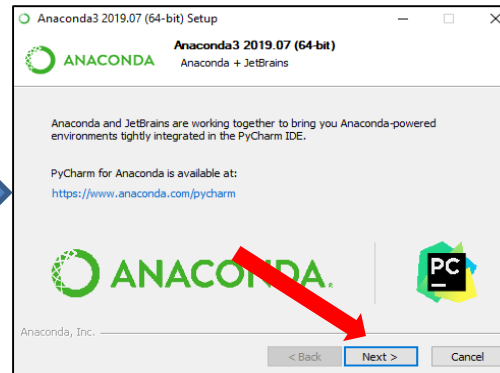 Anaconda3 2019.07 (64-bit) Setup
ANACONDA
Anaconda3 2019.07 (64-bit)
Anaconda + JetBrains
Anaconda and JetBrains are working together to bring you Anaconda-powered
environments tightly integrated in the PyCharm IDE.
PyCharm for Anaconda is available at:
https://www.anaconda.com/pycharm
ANACONDA®
PC
Anaconda, Inc.
< Back Next > Cancel